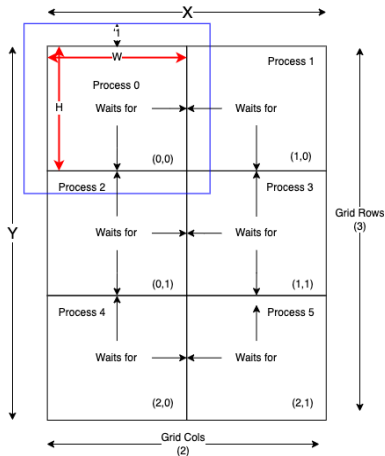 X
'1
W
Process 1
Process 0
H
Waits for
Waits for
(0,0)
(1,0)
Process 2
Process 3
Grid Rows
(3)
Y
Waits for
Waits for
(0,1)
(1,1)
Process 4
Process 5
Waits for
Waits for
(2,0)
(2,1)
Grid Cols
(2)